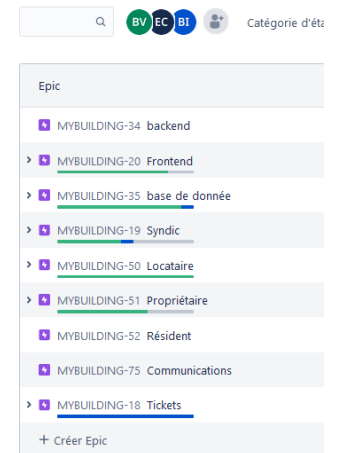 BV EC BI Catégorie d'éta
Epic
MYBUILDING-34 backend
MYBUILDING-20 Frontend
MYBUILDING-35 base de donnée
MYBUILDING-19 Syndic
MYBUILDING-50 Locataire
MYBUILDING-51 Propriétaire
MYBUILDING-52 Résident
MYBUILDING-75 Communications
MYBUILDING-18 Tickets
+ Créer Epic